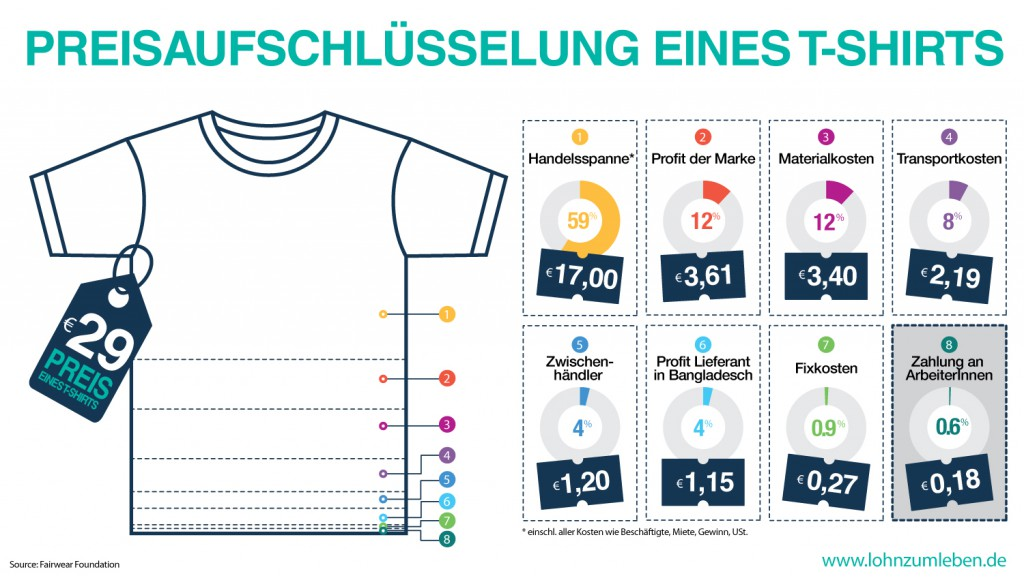 PREISAUFSCHLÜSSELUNG EINES T-SHIRTS
€29
PREIS
EINES T-SHIRTS
1
2
3
4
5
6
7
8
1
Handelsspanne*
59%
€17,00
2
Profit der Marke
12%
€3,61
3
Materialkosten
12%
€3,40
4
Transportkosten
8%
€2,19
5
Zwischen-
händler
4%
€1,20
6
Profit Lieferant
in Bangladesch
4%
€1,15
7
Fixkosten
0.9%
€0,27
8
Zahlung an
ArbeiterInnen
0.6%
€0,18
* einschl. aller Kosten wie Beschäftigte, Miete, Gewinn, USt.
Source: Fairwear Foundation
www.lohnzumleben.de